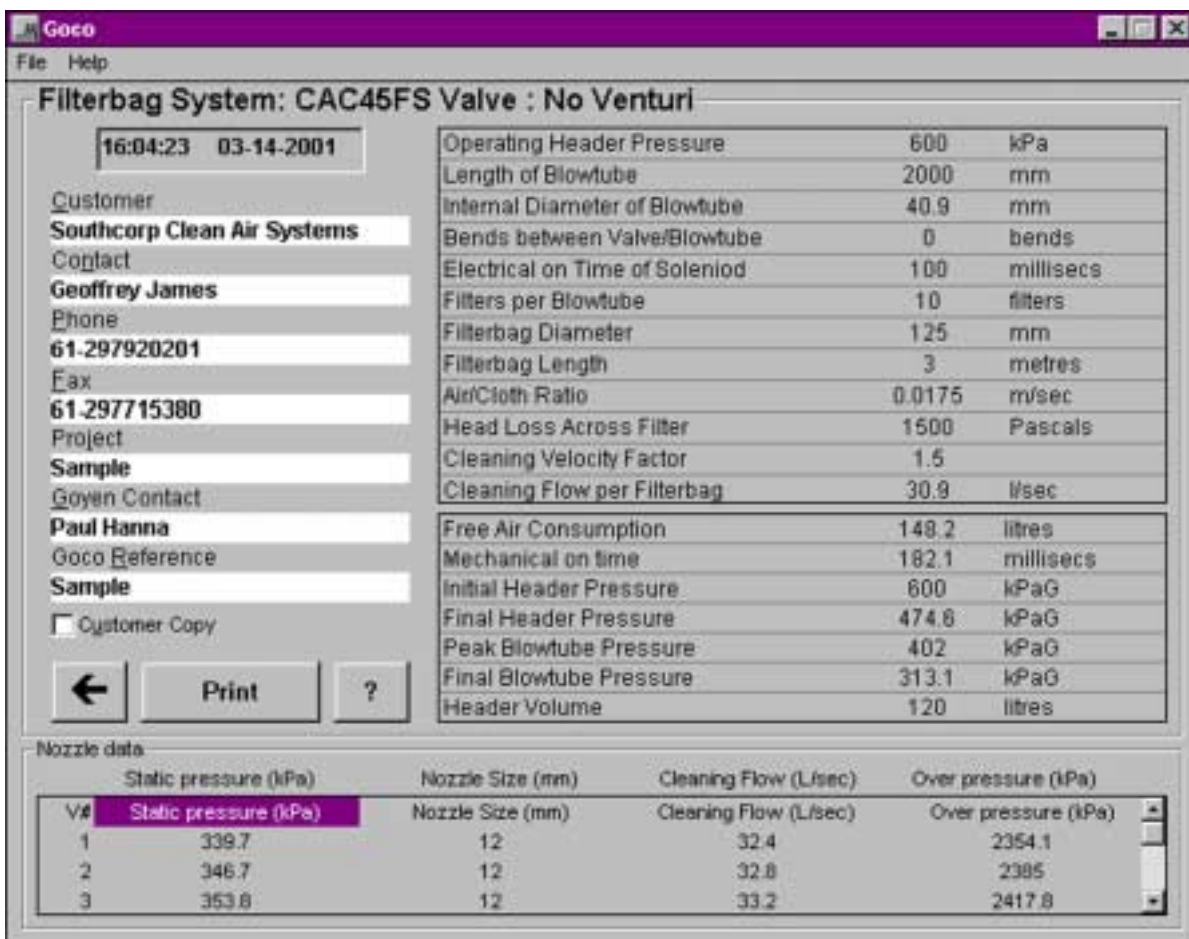 Goco
File Help
Filterbag System: CAC45FS Valve : No Venturi
16:04:23 03-14-2001
Customer
Southcorp Clean Air Systems
Contact
Geoffrey James
Phone
61-297920201
Fax
61-297715380
Project
Sample
Goyen Contact
Paul Hanna
Goco Reference
Sample
Customer Copy
Print ?
Operating Header Pressure 600 kPa
Length of Blowtube 2000 mm
Internal Diameter of Blowtube 40.9 mm
Bends between Valve/Blowtube 0 bends
Electrical on Time of Soleniod 100 millisecs
Filters per Blowtube 10 filters
Filterbag Diameter 125 mm
Filterbag Length 3 metres
Air/Cloth Ratio 0.0175 m/sec
Head Loss Across Filter 1500 Pascals
Cleaning Velocity Factor 1.5
Cleaning Flow per Filterbag 30.9 l/sec
Free Air Consumption 148.2 litres
Mechanical on time 182.1 millisecs
Initial Header Pressure 600 kPaG
Final Header Pressure 474.6 kPaG
Peak Blowtube Pressure 402 kPaG
Final Blowtube Pressure 313.1 kPaG
Header Volume 120 litres
Nozzle data
Static pressure (kPa) Nozzle Size (mm) Cleaning Flow (L/sec) Over pressure (kPa)
V# Static pressure (kPa) Nozzle Size (mm) Cleaning Flow (L/sec) Over pressure (kPa)
1 339.7 12 32.4 2354.1
2 346.7 12 32.8 2385
3 353.8 12 33.2 2417.8